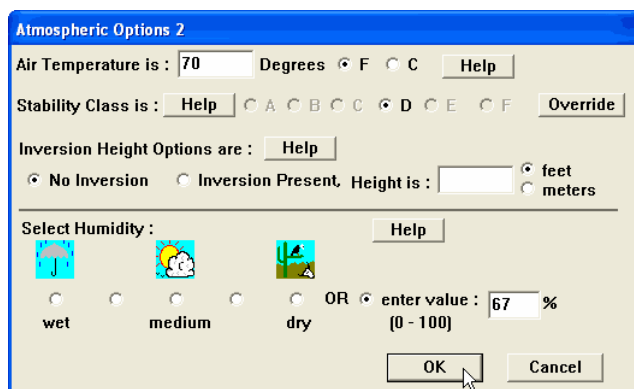 Atmospheric Options 2
Air Temperature is : 70 Degrees F C Help
Stability Class is : Help A B C D E F Override
Inversion Height Options are : Help
No Inversion Inversion Present, Height is : feet
meters
Select Humidity : Help
OR enter value : 67 %
wet medium dry (0 - 100)
OK Cancel